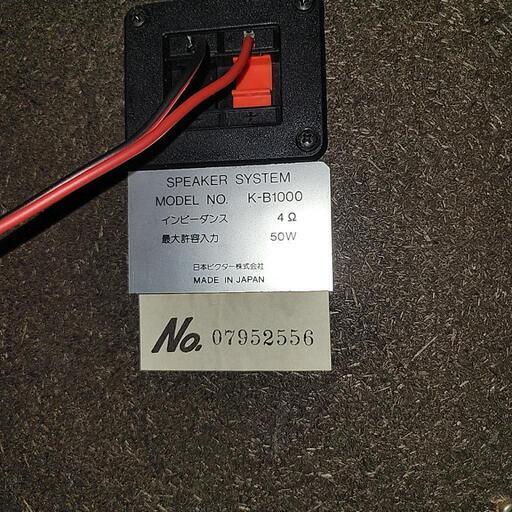 SPEAKER SYSTEM
MODEL NO. K-B1000
インピーダンス 4Ω
最大許容入力 50W
日本ビクター株式会社
MADE IN JAPAN
No. 07952556